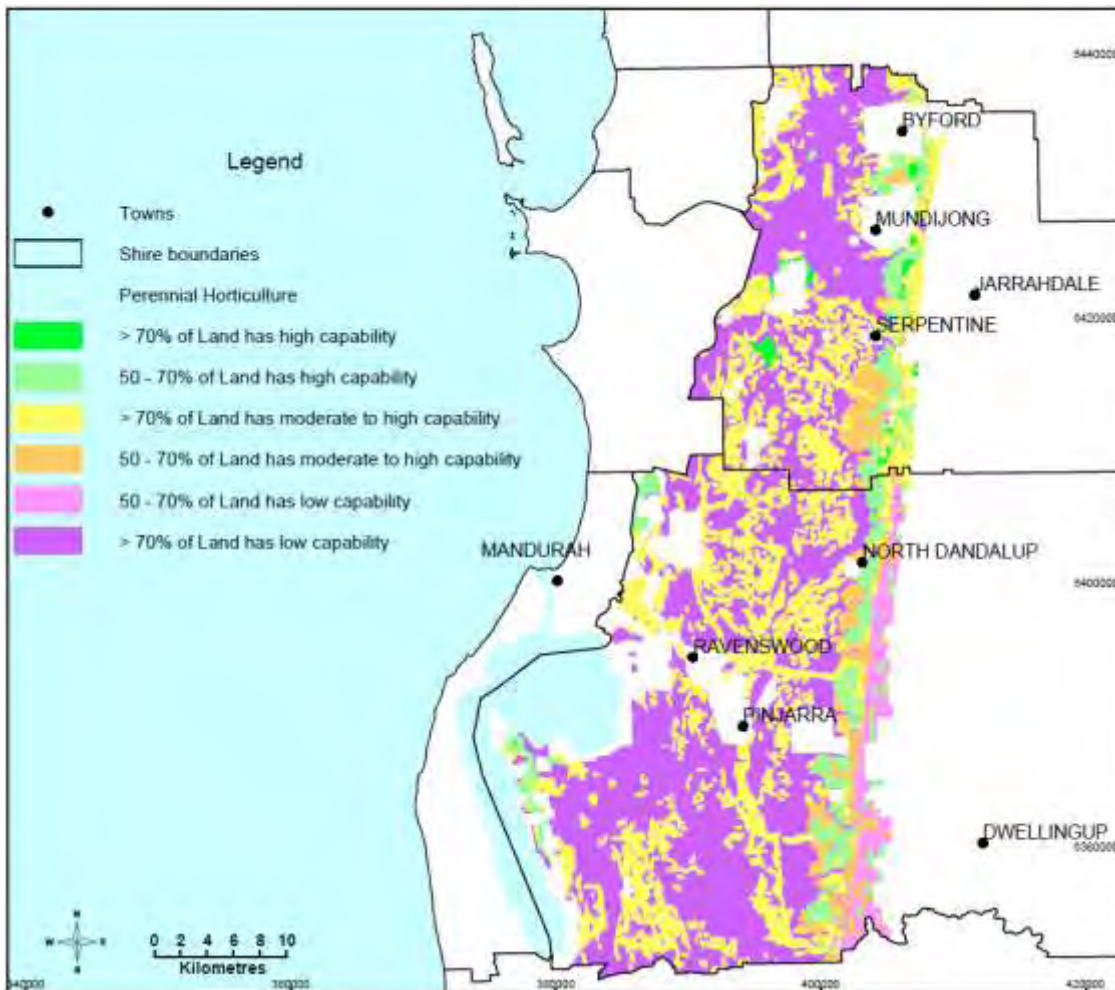 Legend
Towns
Shire boundaries
Perennial Horticulture
> 70% of Land has high capability
50 - 70% of Land has high capability
> 70% of Land has moderate to high capability
50 - 70% of Land has moderate to high capability
50 - 70% of Land has low capability
> 70% of Land has low capability
BYFORD
MUNDIJONG
JARRAHDALE
SERPENTINE
MANDURAH
NORTH DANDALUP
RAVENSWOOD
PINJARRA
DWELLINGUP
N
W
0 2 4 6 8 10
Kilometres
400000
420000